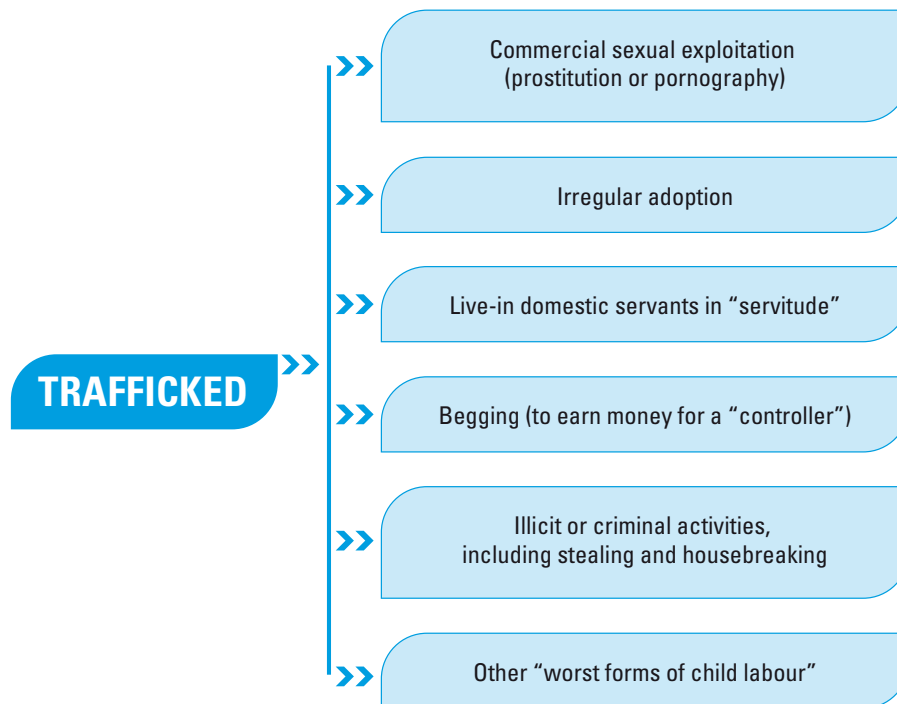 Commercial sexual exploitation
(prostitution or pornography)
Irregular adoption
Live-in domestic servants in “servitude”
TRAFFICKED
Begging (to earn money for a “controller”)
Illicit or criminal activities,
including stealing and housebreaking
Other “worst forms of child labour”